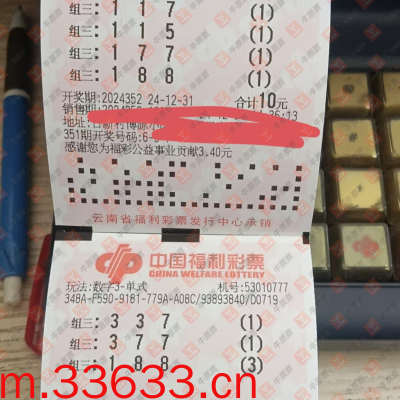 组三: 1 1 7 (1)
组三: 1 1 5 (1)
组三: 1 7 7 (1)
组三: 1 8 8 (1)
开奖期:2024352 24-12-31 合计10元
销售期:
地址:
351期开奖号码:6
感谢您为福彩公益事业贡献3.40元
云南省福利彩票发行中心承销
中国福利彩票
CHINA WELFARE LOTTERY
玩法:数字3-单式 机号:53010777
348A-F590-9181-779A-A08C/93893840/D0719
组三: 3 3 7 (1)
组三: 3 7 7 (1)
组三: 1 8 8 (3)
m.33633.cn